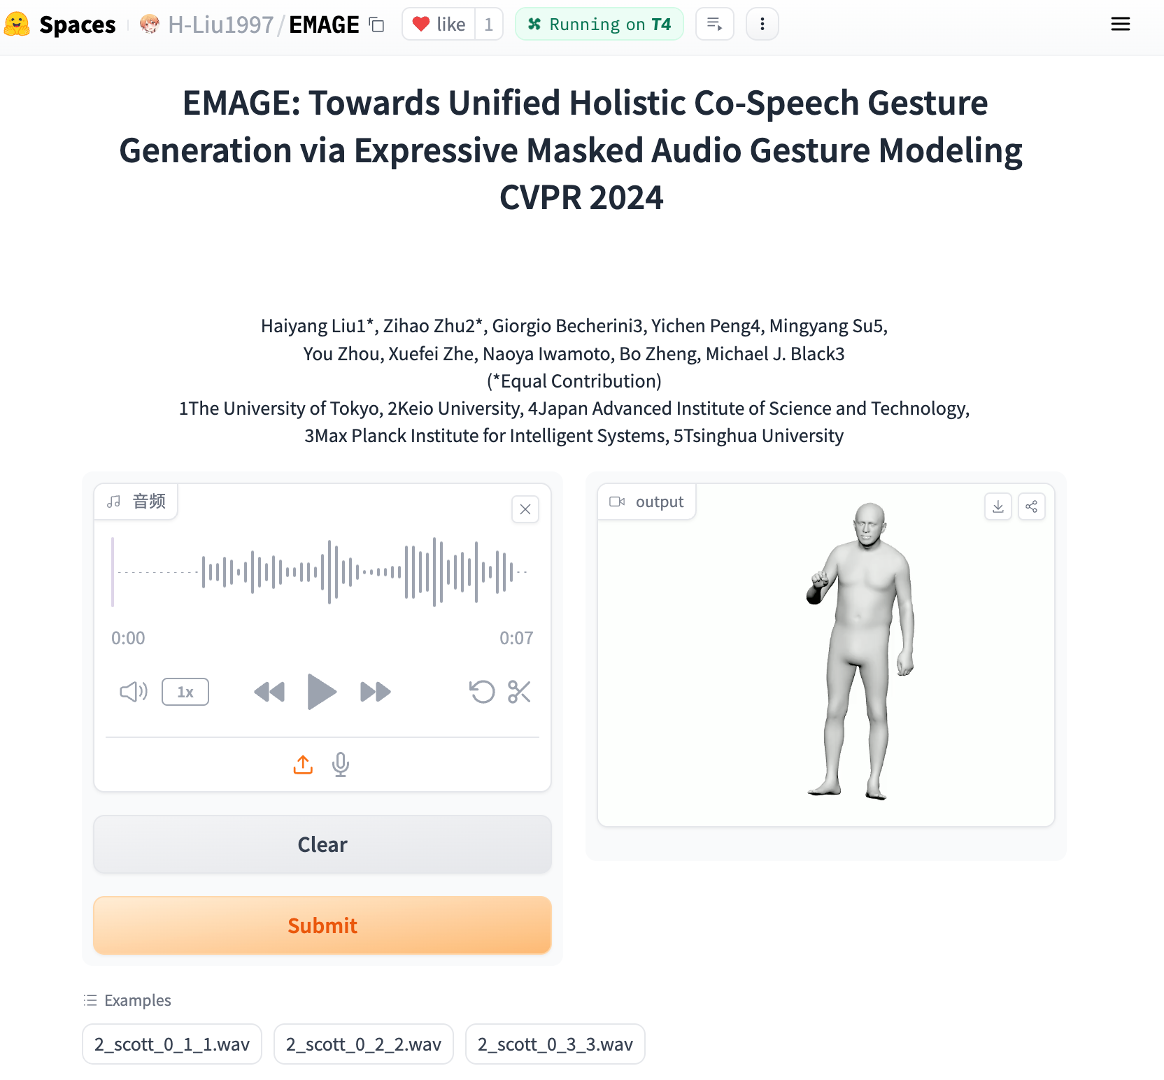 Spaces H-Liu1997/EMAGE like 1 Running on T4
EMAGE: Towards Unified Holistic Co-Speech Gesture
Generation via Expressive Masked Audio Gesture Modeling
CVPR 2024
Haiyang Liu1*, Zihao Zhu2*, Giorgio Becherini3, Yichen Peng4, Mingyang Su5,
You Zhou, Xuefei Zhe, Naoya Iwamoto, Bo Zheng, Michael J. Black3
(*Equal Contribution)
1The University of Tokyo, 2Keio University, 4Japan Advanced Institute of Science and Technology,
3Max Planck Institute for Intelligent Systems, 5Tsinghua University
音频
0:00 0:07
1x
Clear
Submit
output
Examples
2_scott_0_1_1.wav 2_scott_0_2_2.wav 2_scott_0_3_3.wav